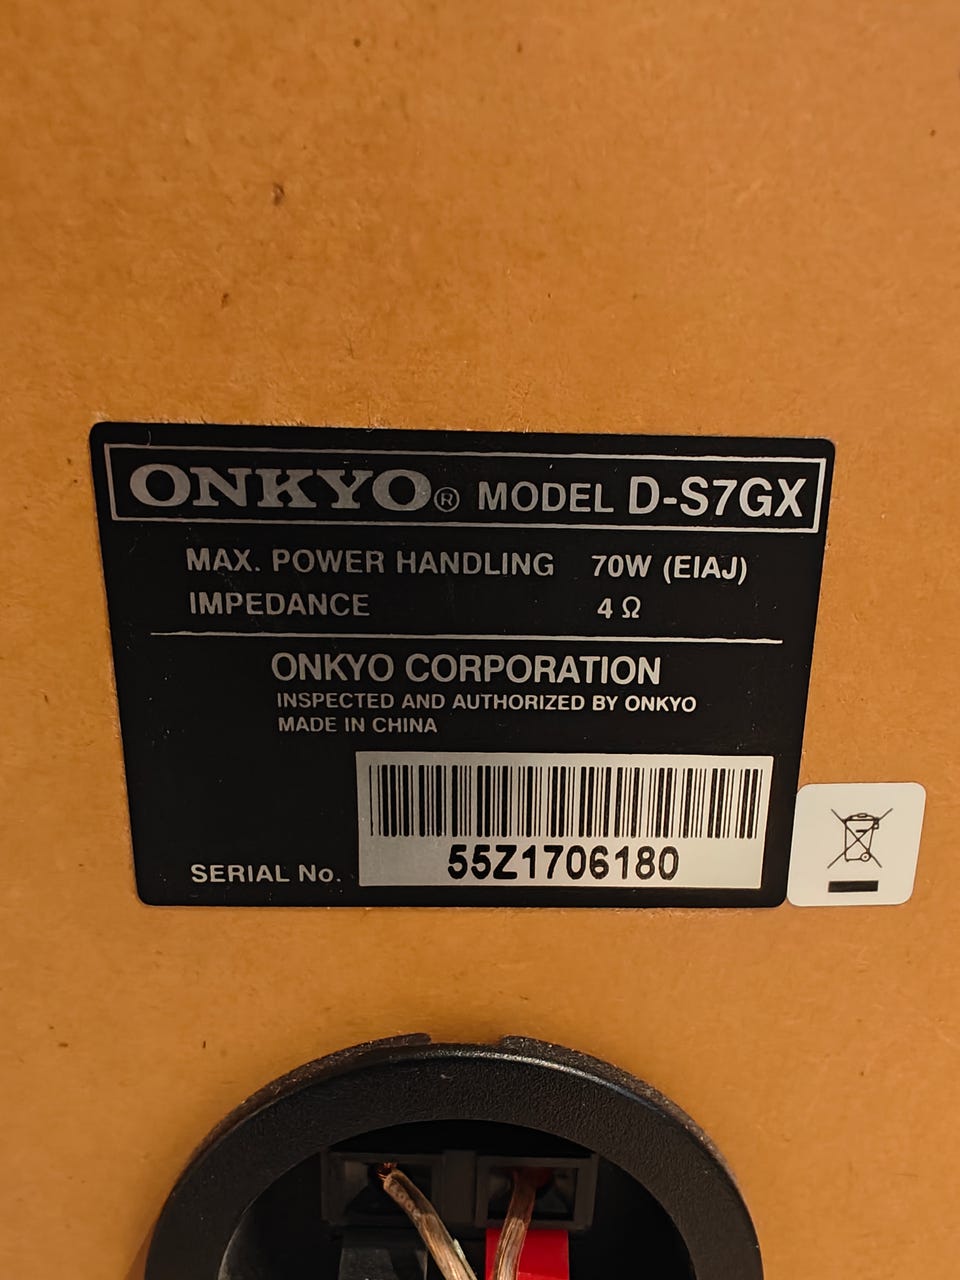 ONKYO® MODEL D-S7GX
MAX. POWER HANDLING 70W (EIAJ)
IMPEDANCE 4 Ω
ONKYO CORPORATION
INSPECTED AND AUTHORIZED BY ONKYO
MADE IN CHINA
SERIAL No. 55Z1706180